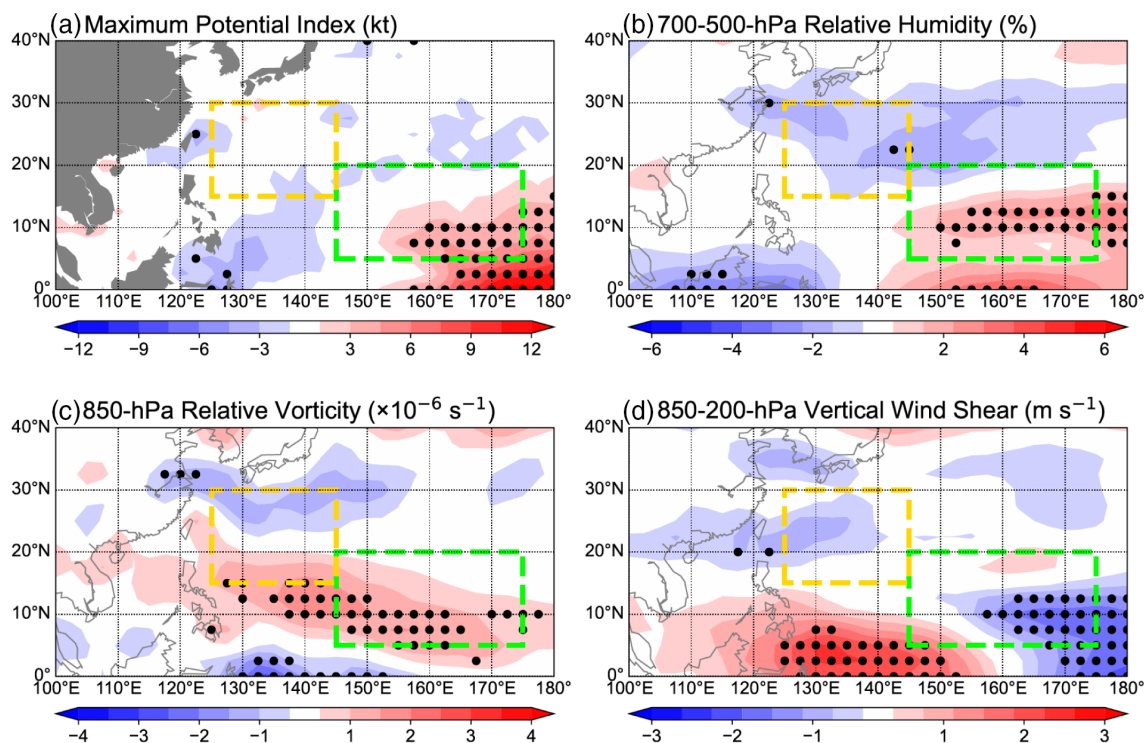 (a) Maximum Potential Index (kt)
40°N
30°N
20°N
10°N
0°
100°E 110°E 120°E 130°E 140°E 150°E 160°E 170°E 180°
−12 −9 −6 −3 3 6 9 12
(b) 700-500-hPa Relative Humidity (%)
40°N
30°N
20°N
10°N
0°
100°E 110°E 120°E 130°E 140°E 150°E 160°E 170°E 180°
−6 −4 −2 2 4 6
(c) 850-hPa Relative Vorticity (×10⁻⁶ s⁻¹)
40°N
30°N
20°N
10°N
0°
100°E 110°E 120°E 130°E 140°E 150°E 160°E 170°E 180°
−4 −3 −2 −1 1 2 3 4
(d) 850-200-hPa Vertical Wind Shear (m s⁻¹)
40°N
30°N
20°N
10°N
0°
100°E 110°E 120°E 130°E 140°E 150°E 160°E 170°E 180°
−3 −2 −1 1 2 3